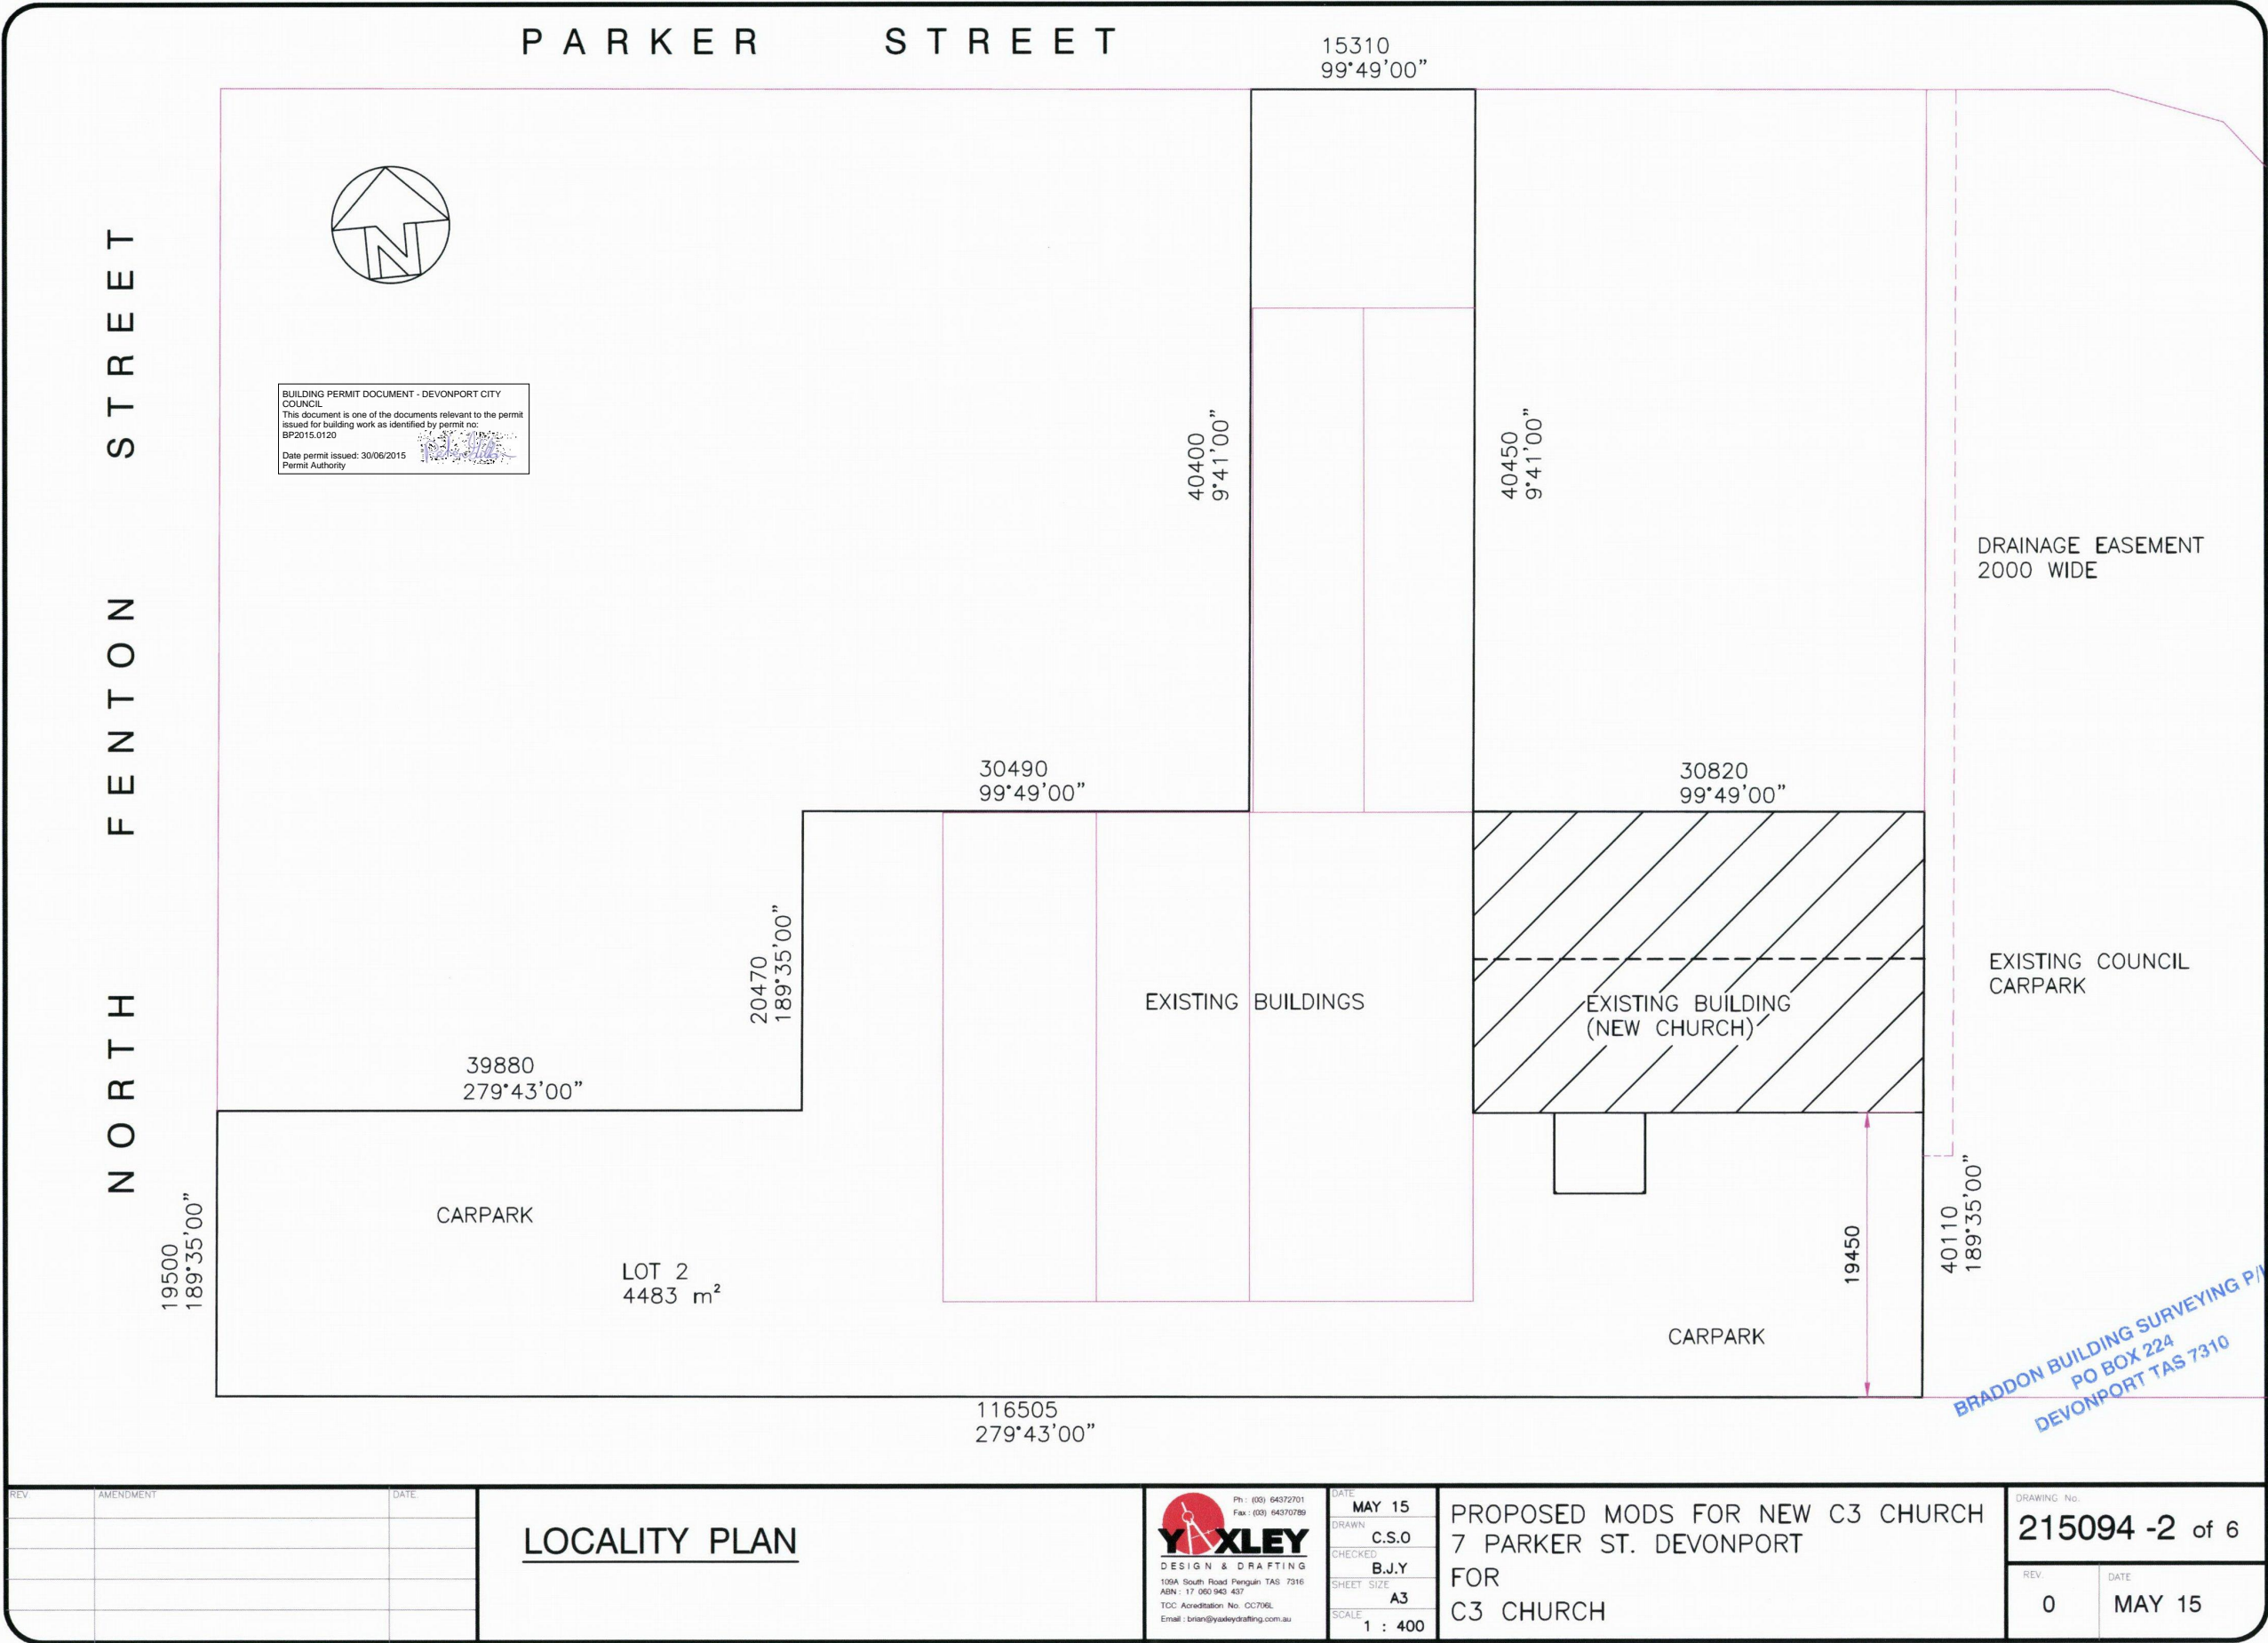 PARKER STREET
15310
99°49'00"
NORTH FENTON STREET
N
BUILDING PERMIT DOCUMENT - DEVONPORT CITY
COUNCIL
This document is one of the documents relevant to the permit
issued for building work as identified by permit no:
BP2015.0120
Date permit issued: 30/06/2015
Permit Authority
40400
9°41'00"
40450
9°41'00"
DRAINAGE EASEMENT
2000 WIDE
30490
99°49'00"
30820
99°49'00"
20470
189°35'00"
EXISTING BUILDINGS
EXISTING BUILDING
(NEW CHURCH)
EXISTING COUNCIL
CARPARK
39880
279°43'00"
19500
189°35'00"
CARPARK
LOT 2
4483 m²
19450
40110
189°35'00"
CARPARK
116505
279°43'00"
BRADDON BUILDING SURVEYING P/
PO BOX 224
DEVONPORT TAS 7310
REV.
AMENDMENT
DATE
LOCALITY PLAN
Ph : (03) 64372701
Fax : (03) 64370789
YAXLEY
DESIGN & DRAFTING
109A South Road Penguin TAS 7316
ABN : 17 060 943 437
TCC Acreditation No. CC706L
Email : brian@yaxleydrafting.com.au
DATE
MAY 15
DRAWN
C.S.O
CHECKED
B.J.Y
SHEET SIZE
A3
SCALE
1 : 400
PROPOSED MODS FOR NEW C3 CHURCH
7 PARKER ST. DEVONPORT
FOR
C3 CHURCH
DRAWING No.
215094 -2 of 6
REV.
0
DATE
MAY 15